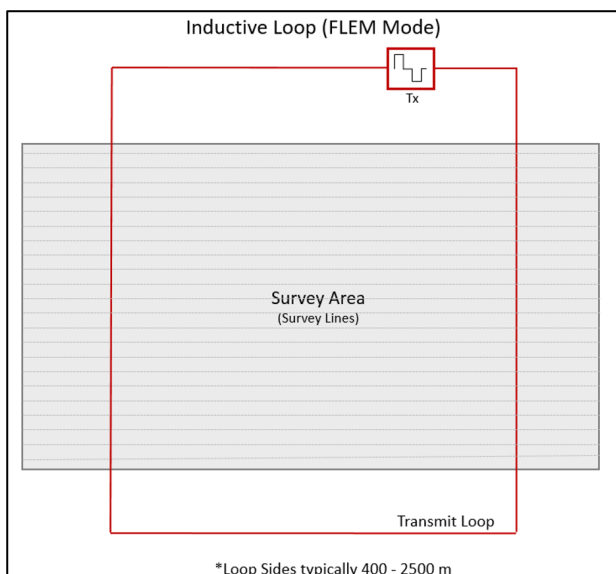 Inductive Loop (FLEM Mode)
Tx
Survey Area
(Survey Lines)
Transmit Loop
*Loop Sides typically 400 - 2500 m